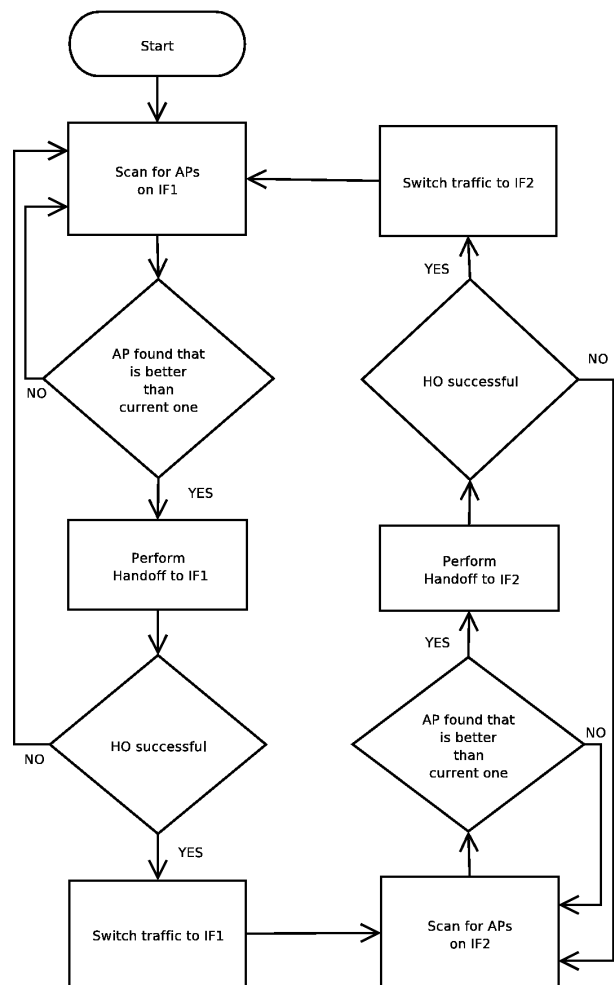 Start
Scan for APs
on IF1
AP found that
is better
than
current one
NO
YES
Perform
Handoff to IF1
HO successful
NO
YES
Switch traffic to IF1
Scan for APs
on IF2
AP found that
is better
than
current one
NO
YES
Perform
Handoff to IF2
HO successful
NO
YES
Switch traffic to IF2